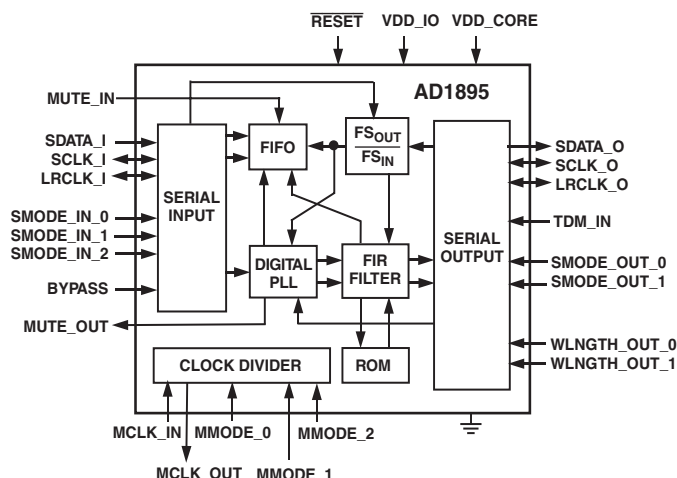 RESET VDD_IO VDD_CORE
AD1895
MUTE_IN
SDATA_I
SCLK_I
LRCLK_I
SMODE_IN_0
SMODE_IN_1
SMODE_IN_2
BYPASS
MUTE_OUT
SERIAL
INPUT
FIFO
FSOUT
FSIN
DIGITAL
PLL
FIR
FILTER
CLOCK DIVIDER
ROM
SERIAL
OUTPUT
SDATA_O
SCLK_O
LRCLK_O
TDM_IN
SMODE_OUT_0
SMODE_OUT_1
WLNGTH_OUT_0
WLNGTH_OUT_1
MCLK_IN MMODE_0 MMODE_2
MCLK_OUT MMODE_1